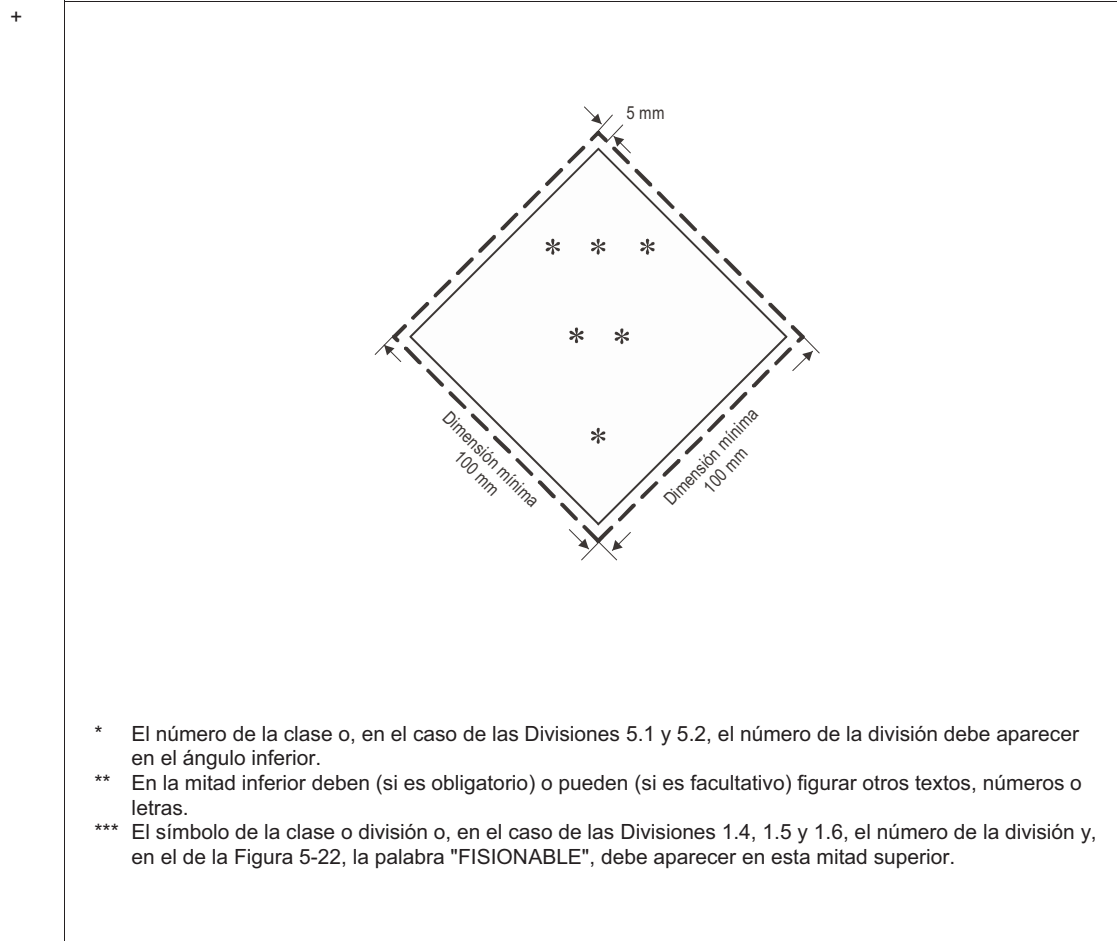 +
5 mm
* * *
* *
*
Dimensión mínima
100 mm
Dimensión mínima
100 mm
* El número de la clase o, en el caso de las Divisiones 5.1 y 5.2, el número de la división debe aparecer
en el ángulo inferior.
** En la mitad inferior deben (si es obligatorio) o pueden (si es facultativo) figurar otros textos, números o
letras.
*** El símbolo de la clase o división o, en el caso de las Divisiones 1.4, 1.5 y 1.6, el número de la división y,
en el de la Figura 5-22, la palabra "FISIONABLE", debe aparecer en esta mitad superior.